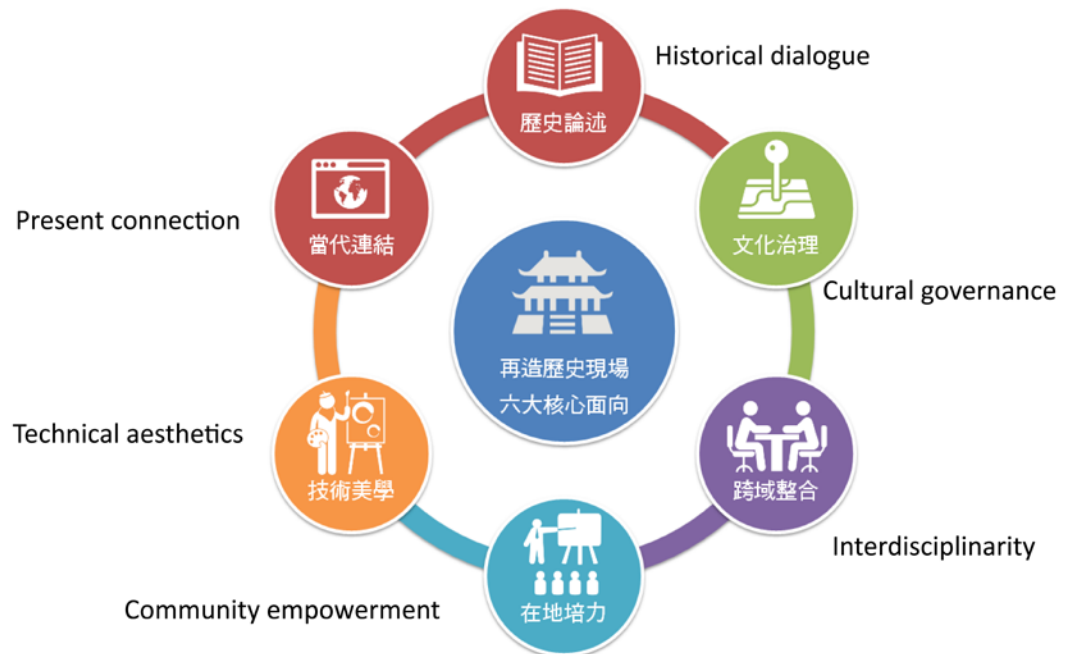 Historical dialogue
歷史論述
Present connection
當代連結
文化治理
Cultural governance
再造歷史現場
六大核心面向
Technical aesthetics
技術美學
跨域整合
Interdisciplinarity
Community empowerment
在地培力